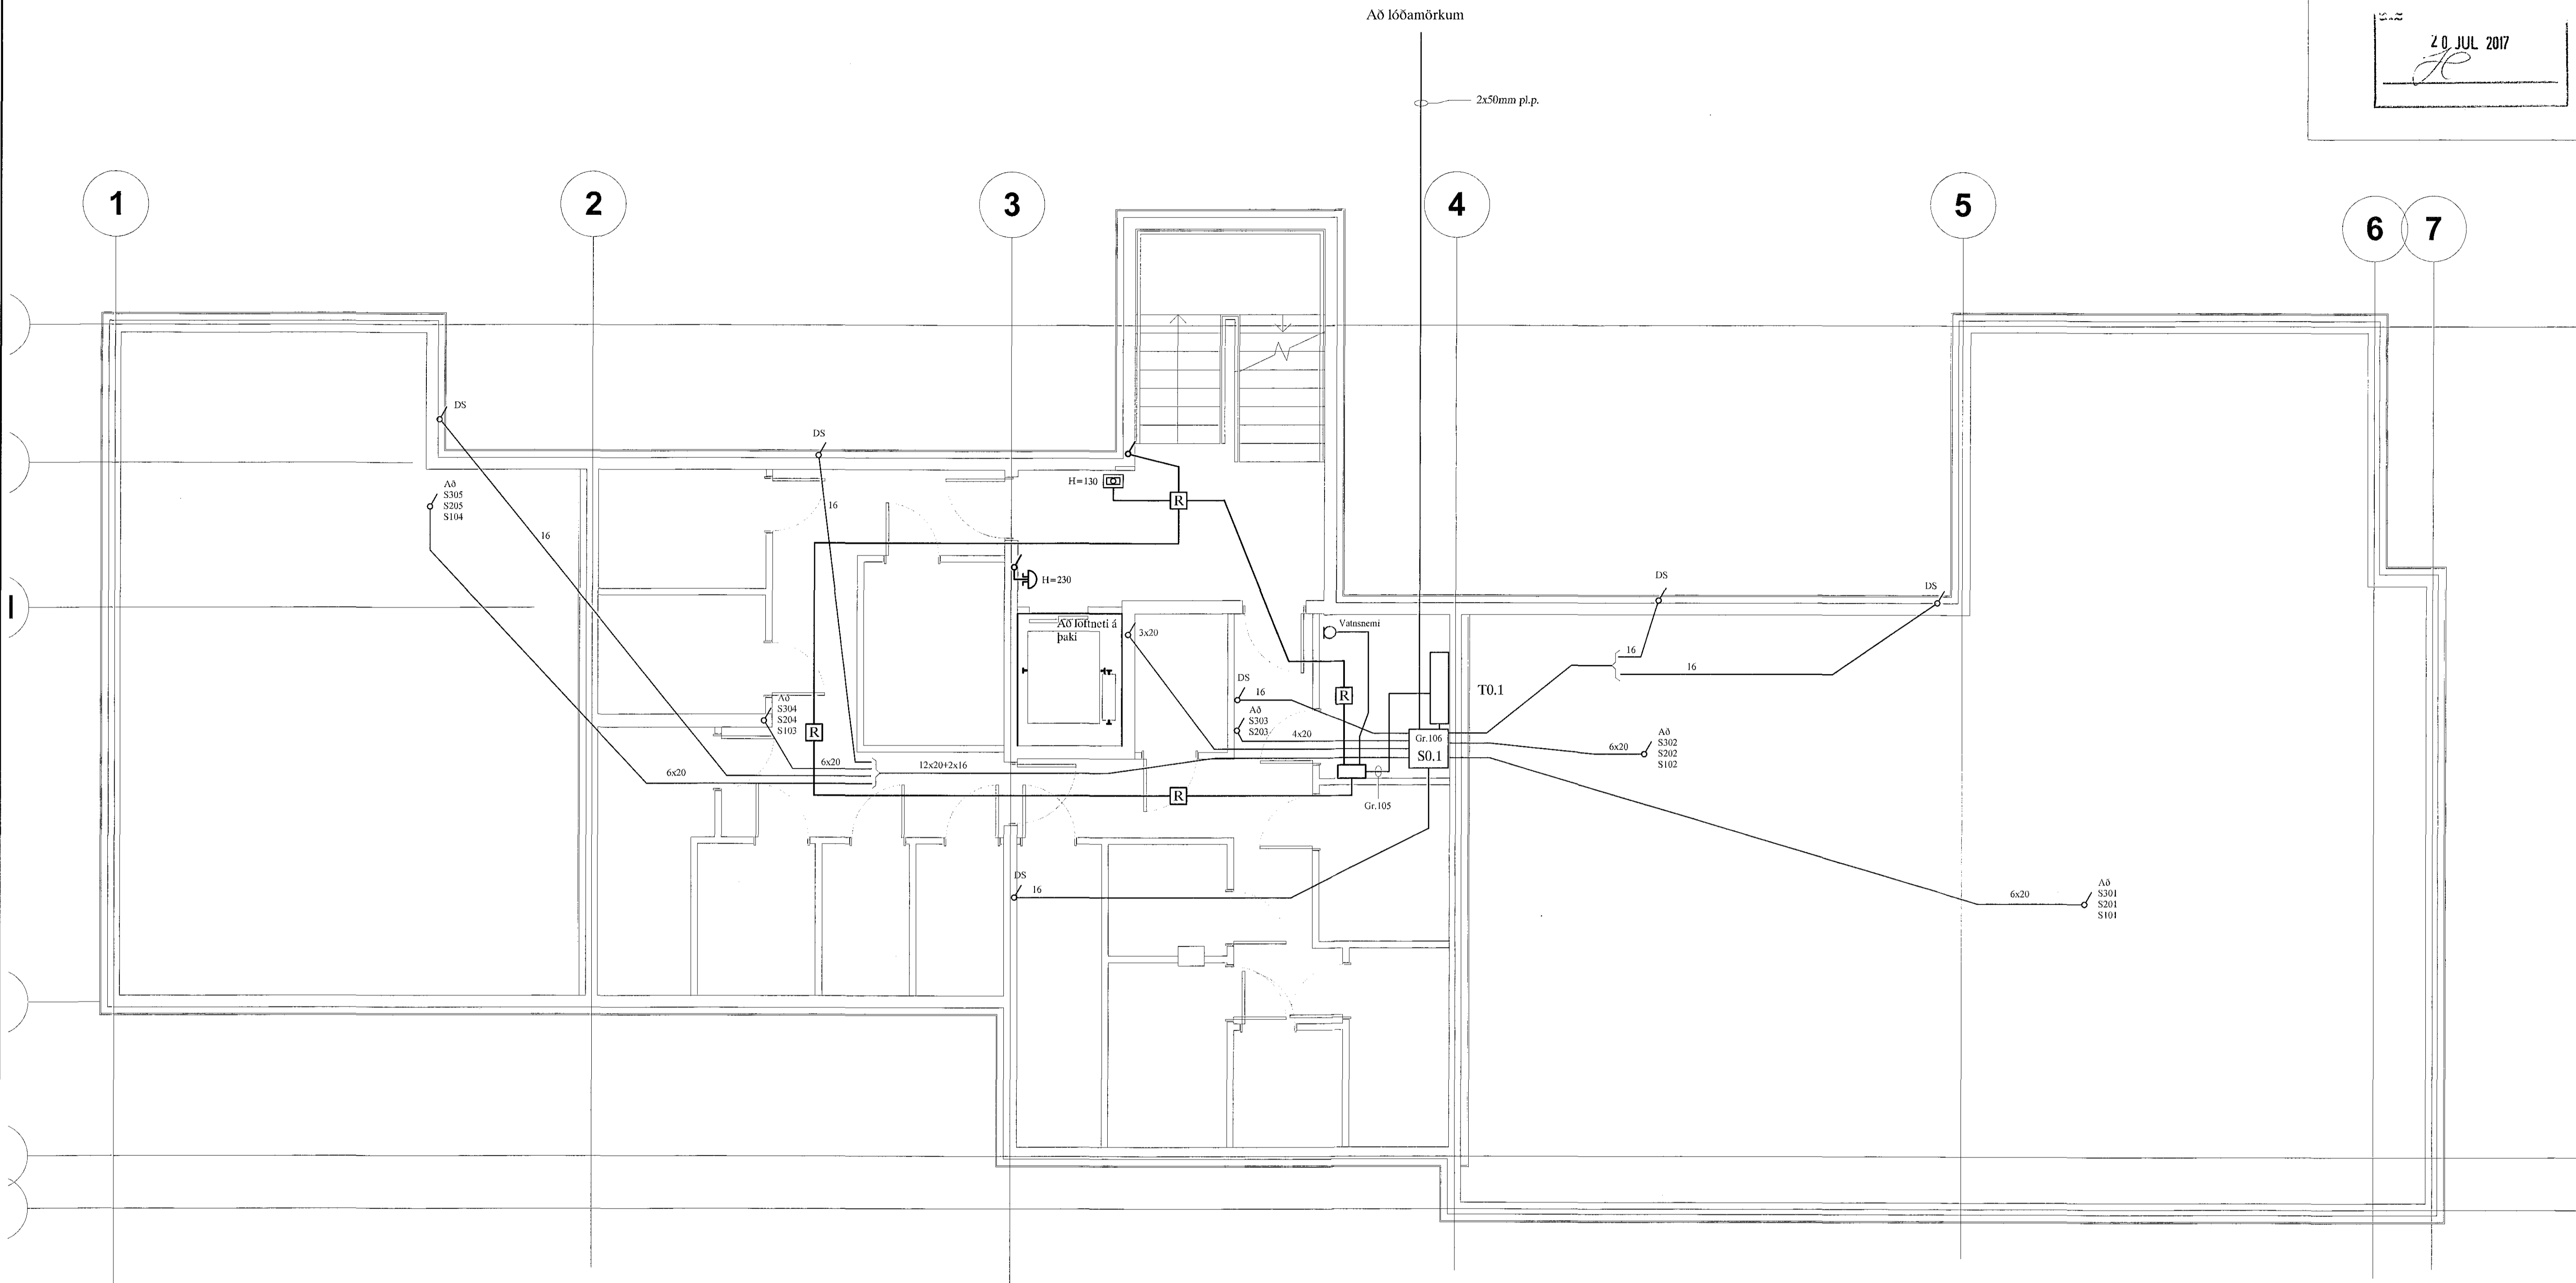 Að lóðamörkum
20 JUL 2017
2x50mm pl.p.
1
2
3
4
5
6
7
DS
DS
Að
S305
S205
S104
H=130
R
16
16
H=230
DS
DS
Að loftneti á
þaki
3x20
Vatnsnemi
16
16
DS
16
R
T0.1
Að
S304
S204
S103
R
Að
S303
S203
4x20
Gr.106
S0.1
6x20
Að
S302
S202
S102
6x20
6x20
12x20+2x16
R
Gr.105
DS
16
6x20
Að
S301
S201
S101